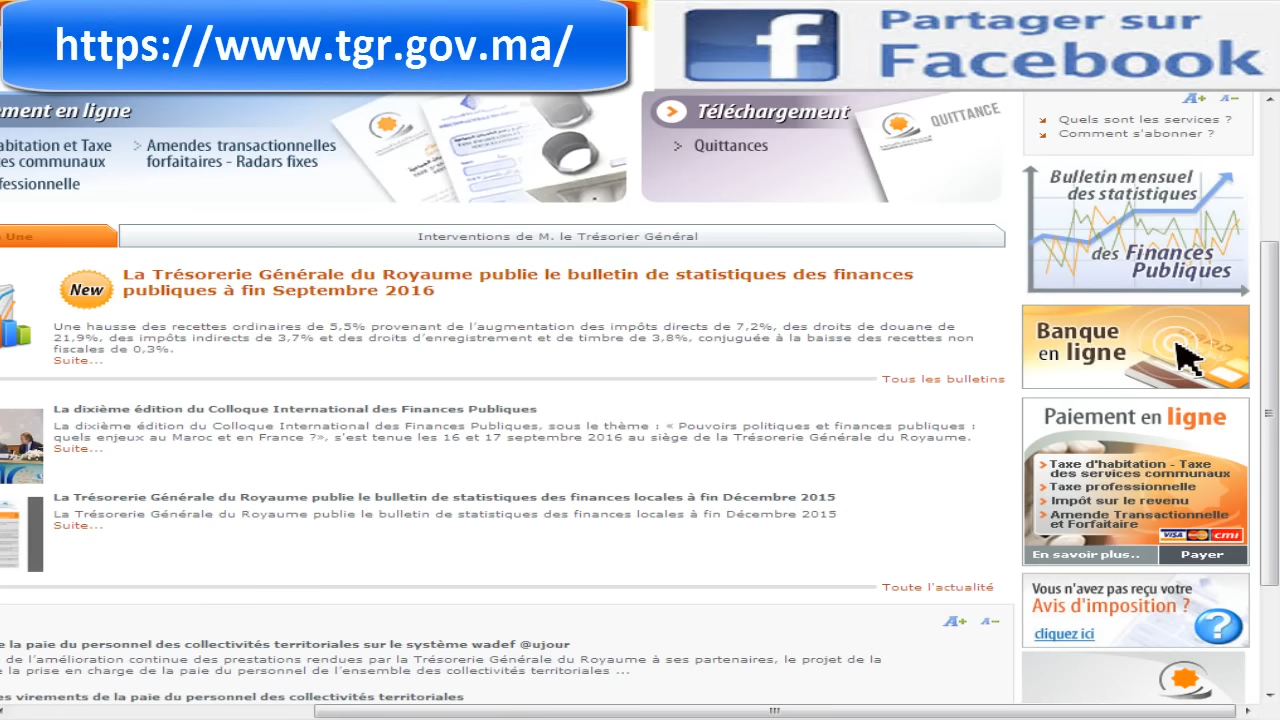 https://www.tgr.gov.ma/
Partager sur
Facebook
ement en ligne
abitation et Taxe
es communaux
fessionnelle
Amendes transactionnelles
forfaitaires - Radars fixes
Téléchargement
Quittances
QUITTANCE
A+ A-
Quels sont les services ?
Comment s'abonner ?
Bulletin mensuel
des statistiques
des Finances
Publiques
Une
Interventions de M. le Trésorier Général
New
La Trésorerie Générale du Royaume publie le bulletin de statistiques des finances
publiques à fin Septembre 2016
Une hausse des recettes ordinaires de 5,5% provenant de l'augmentation des impôts directs de 7,2%, des droits de douane de
21,9%, des impôts indirects de 3,7% et des droits d'enregistrement et de timbre de 3,8%, conjuguée à la baisse des recettes non
fiscales de 0,3%.
Suite...
Tous les bulletins
Banque
en ligne
La dixième édition du Colloque International des Finances Publiques
La dixième édition du Colloque International des Finances Publiques, sous le thème : « Pouvoirs politiques et finances publiques :
quels enjeux au Maroc et en France ?», s'est tenue les 16 et 17 septembre 2016 au siège de la Trésorerie Générale du Royaume.
Suite...
La Trésorerie Générale du Royaume publie le bulletin de statistiques des finances locales à fin Décembre 2015
La Trésorerie Générale du Royaume publie le bulletin de statistiques des finances locales à fin Décembre 2015
Suite...
Toute l'actualité
Paiement en ligne
Taxe d'habitation - Taxe
des services communaux
Taxe professionnelle
Impôt sur le revenu
Amende Transactionnelle
et Forfaitaire
VISA cmi
En savoir plus..
Payer
Vous n'avez pas reçu votre
Avis d'imposition ?
cliquez ici
A+ A-
e la paie du personnel des collectivités territoriales sur le système wadef @ujour
de l'amélioration continue des prestations rendues par la Trésorerie Générale du Royaume à ses partenaires, le projet de la
e la prise en charge de la paie du personnel de l'ensemble des collectivités territoriales ...
es virements de la paie du personnel des collectivités territoriales